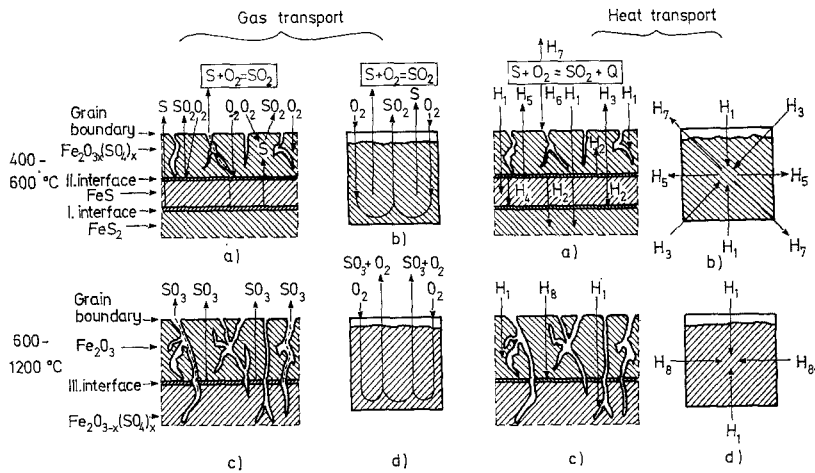 Gas transport
Heat transport
S+O₂=SO₂
S+O₂=SO₂
H₇
S+O₂=SO₂+Q
S SO₂ O₂ O₂ O₂ SO₂ O₂
O₂ SO₂ S O₂
H₁ H₅ H₆ H₁ H₃ H₁
Grain
boundary
Fe₂O₃ₓ(SO₄)ₓ
400-
600 °C
II. interface
FeS
I. interface
FeS₂
S
H₂
H₄ H₂ H₂
H₇ H₁ H₃
H₅ H₅
H₃ H₁ H₇
a) b) a) b)
SO₃ SO₃ SO₃ SO₃
SO₃+O₂ SO₃+O₂
O₂ O₂
H₁ H₈ H₁
H₁
Grain
boundary
Fe₂O₃
600-
1200 °C
III. interface
Fe₂O₃₋ₓ(SO₄)ₓ
H₈ H₈
H₁
c) d) c) d)